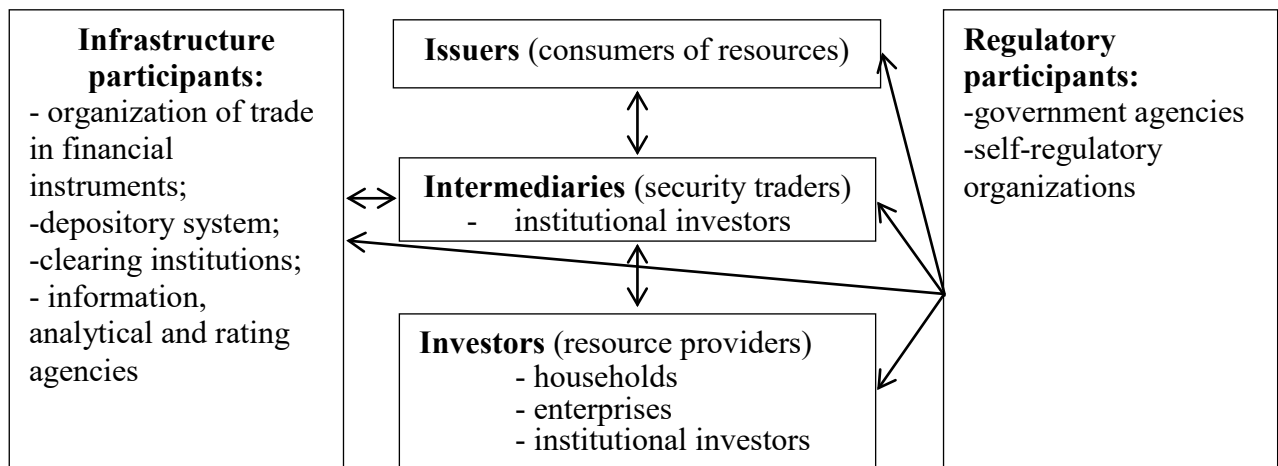 Infrastructure
participants:
- organization of trade
in financial
instruments;
-depository system;
-clearing institutions;
- information,
analytical and rating
agencies
Issuers (consumers of resources)
Intermediaries (security traders)
- institutional investors
Investors (resource providers)
- households
- enterprises
- institutional investors
Regulatory
participants:
-government agencies
-self-regulatory
organizations